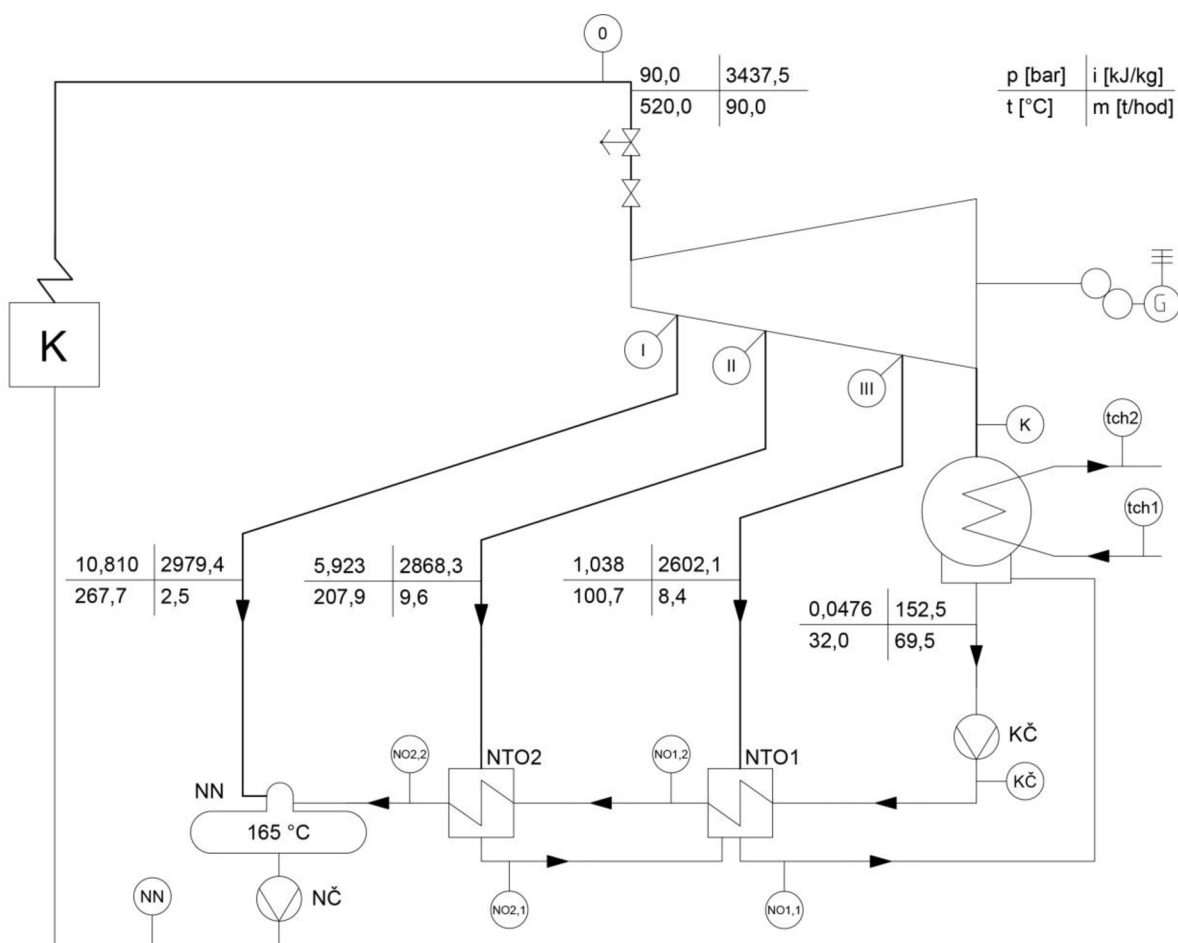 0
90,0 3437,5
520,0 90,0
p [bar] i [kJ/kg]
t [°C] m [t/hod]
K
G
I
II
III
K
tch2
tch1
10,810 2979,4
267,7 2,5
5,923 2868,3
207,9 9,6
1,038 2602,1
100,7 8,4
0,0476 152,5
32,0 69,5
KČ
NO2,2
NTO2
NO1,2
NTO1
KČ
NN
165 °C
NN
NČ
NO2,1
NO1,1